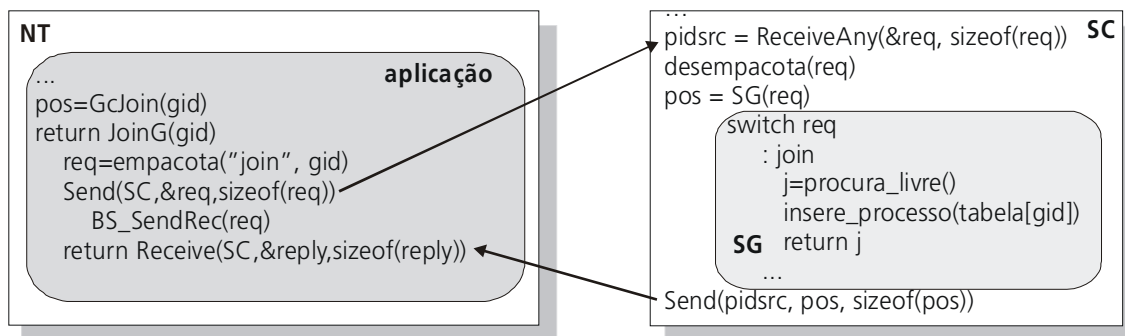 NT
aplicação
...
pos=GcJoin(gid)
return JoinG(gid)
req=empacota("join", gid)
Send(SC,&req,sizeof(req))
BS_SendRec(req)
return Receive(SC,&reply,sizeof(reply))
...
SC
pidsrc = ReceiveAny(&req, sizeof(req))
desempacota(req)
pos = SG(req)
switch req
: join
j=procura_livre()
insere_processo(tabela[gid])
SG return j
...
Send(pidsrc, pos, sizeof(pos))